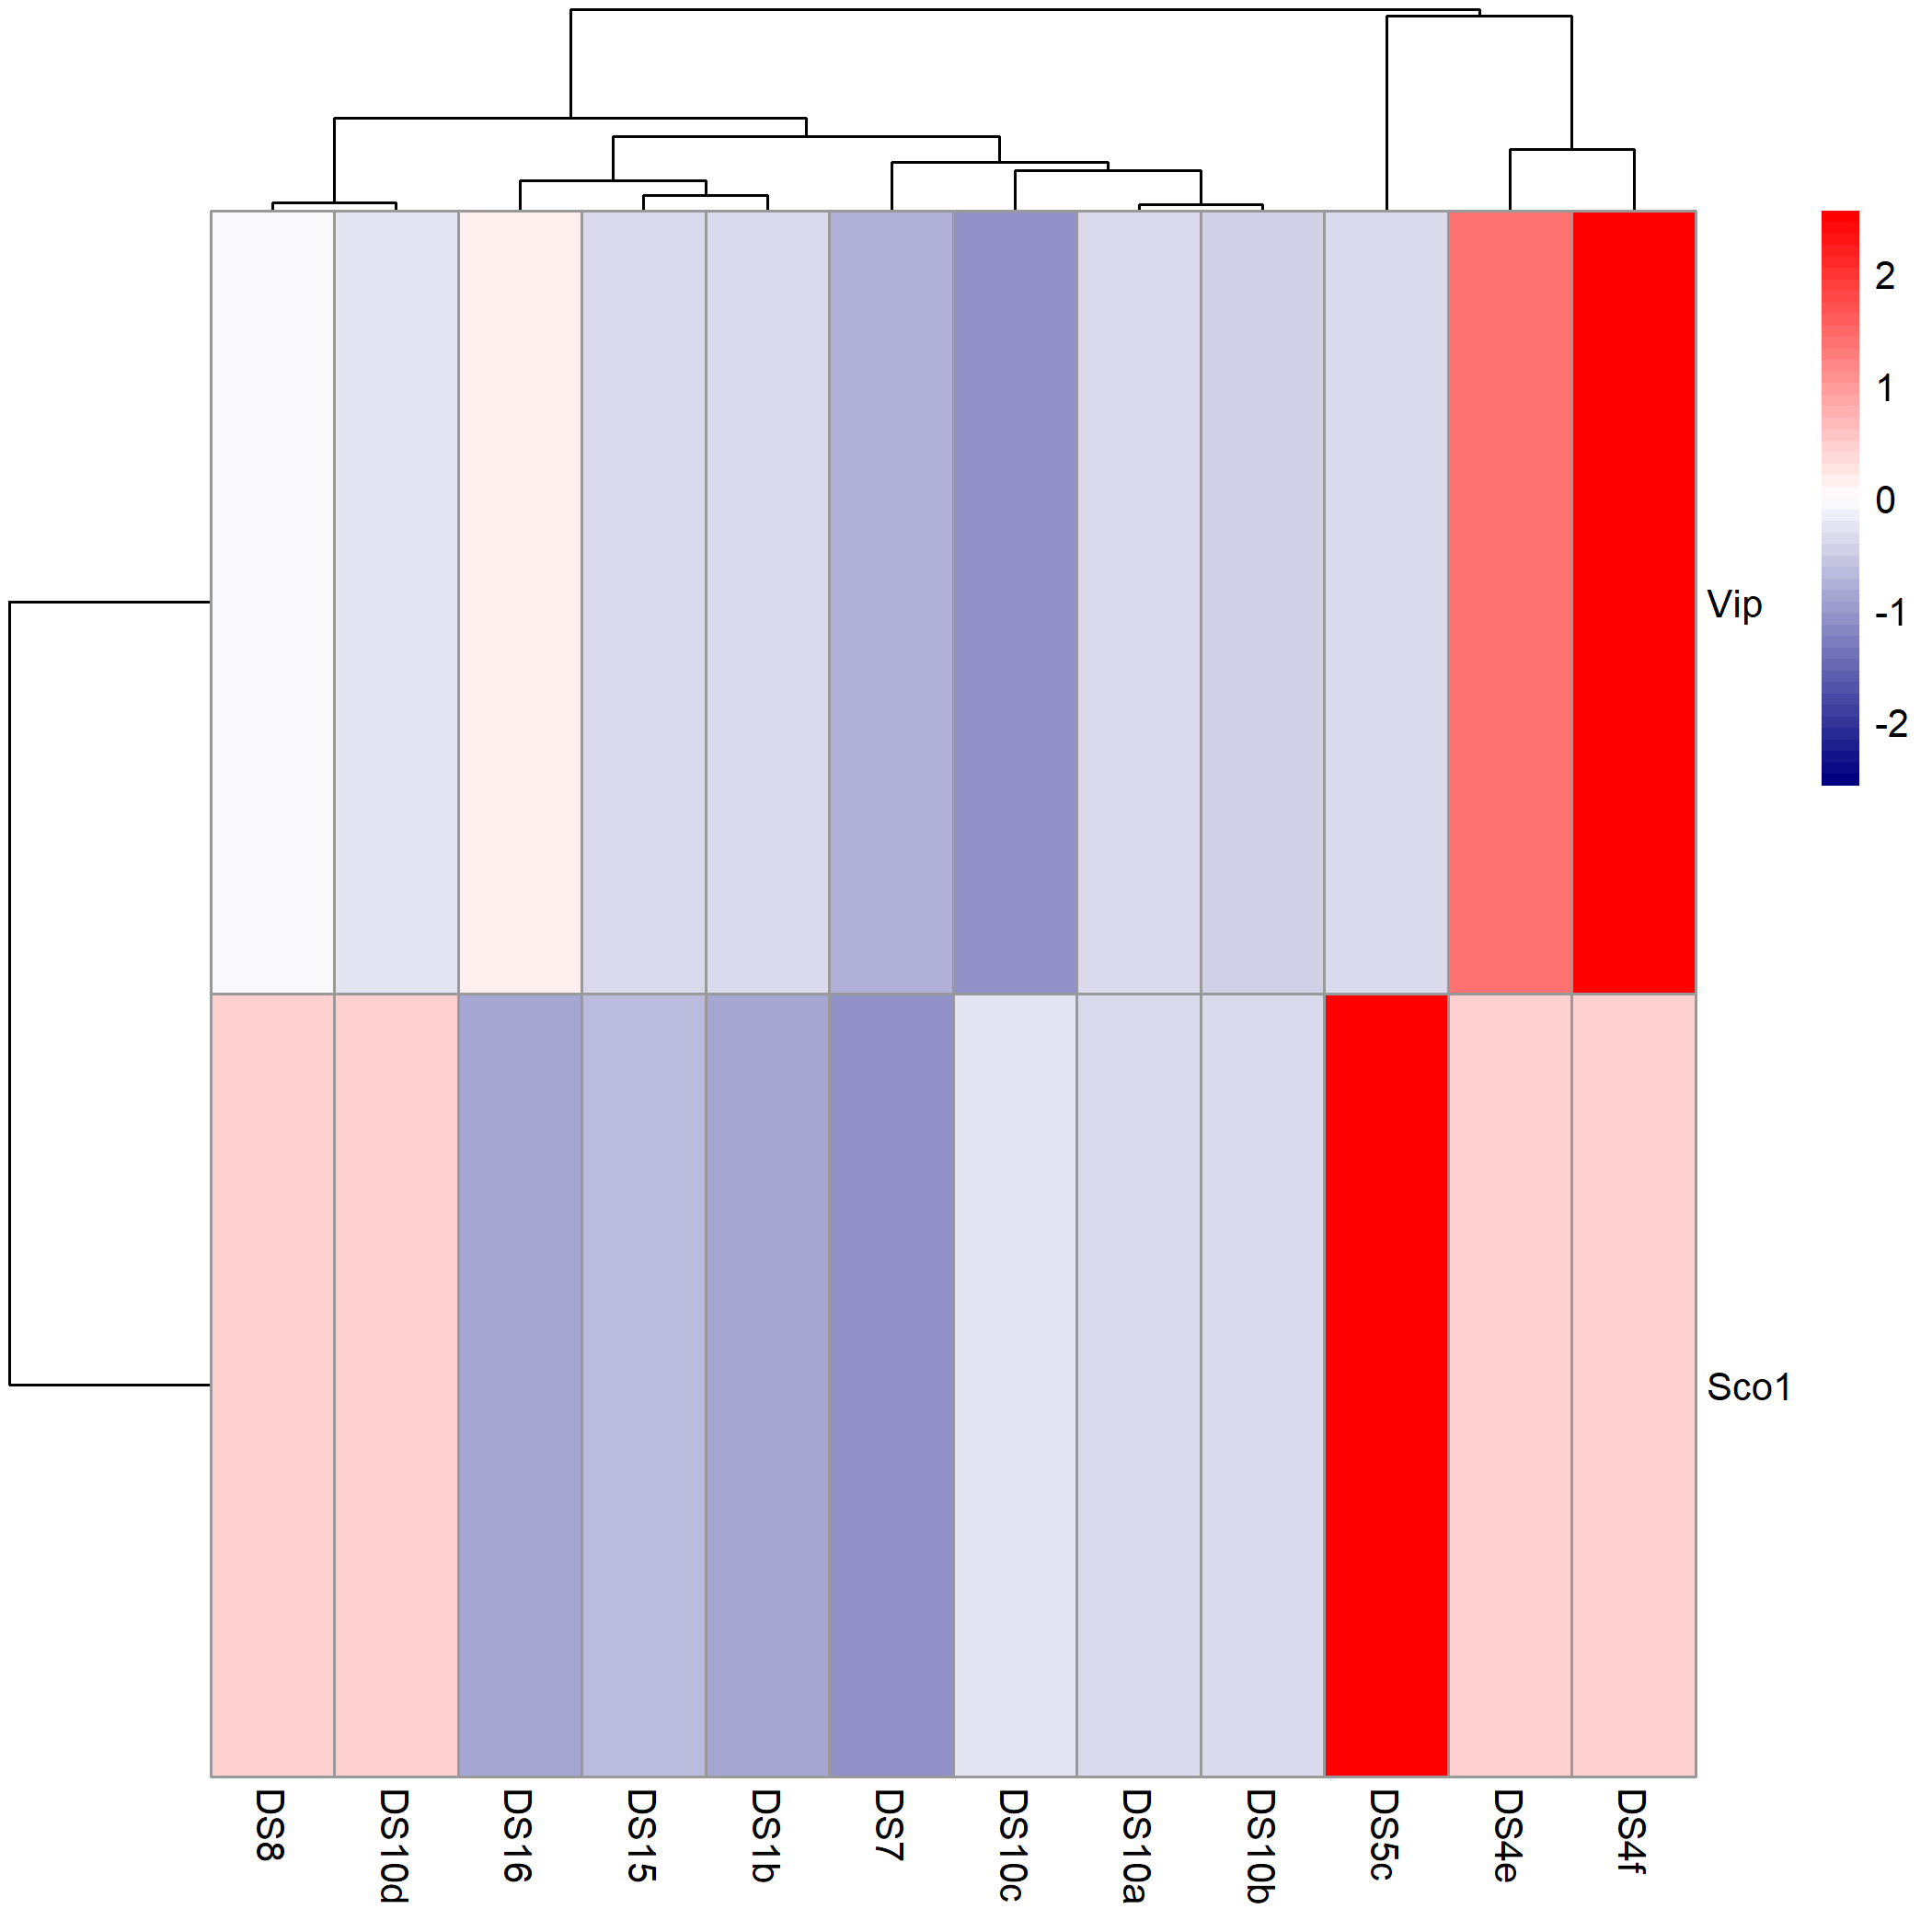 2
1
0
-1
-2
Vip
Sco1
DS8
DS10d
DS16
DS15
DS1b
DS7
DS10c
DS10a
DS10b
DS5c
DS4e
DS4f